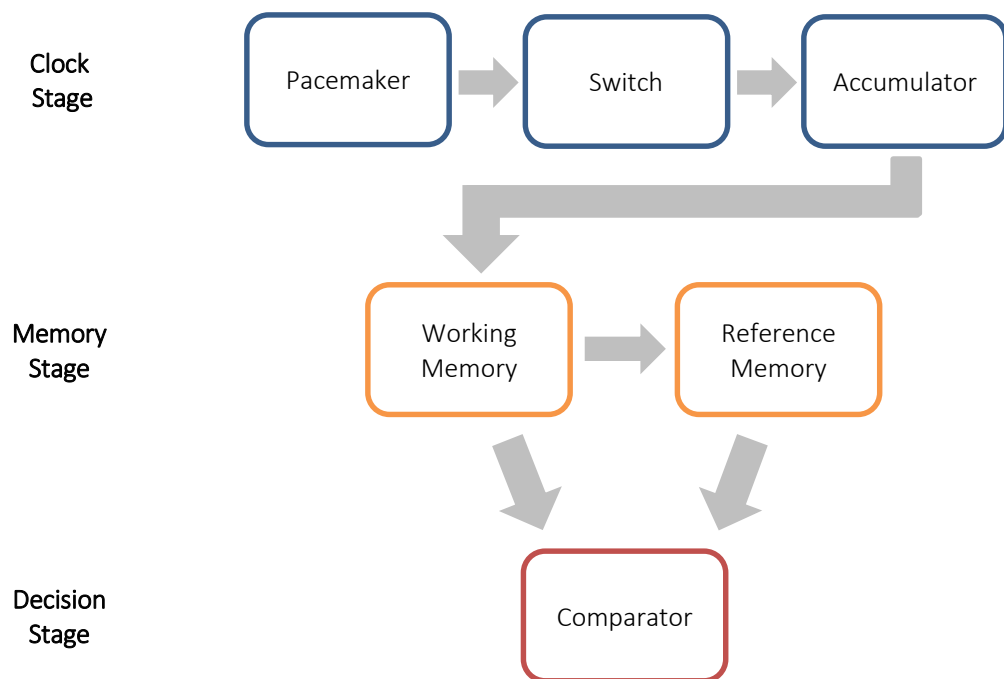 Clock
Stage
Pacemaker
Switch
Accumulator
Memory
Stage
Working
Memory
Reference
Memory
Decision
Stage
Comparator